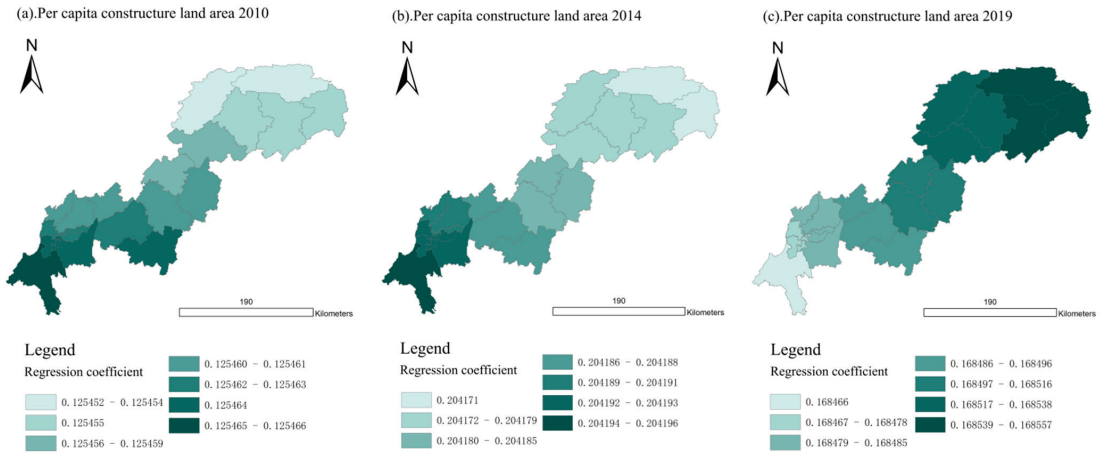 (a).Per capita constructure land area 2010
N
190
Kilometers
Legend
Regression coefficient
0.125452 - 0.125454
0.125455
0.125456 - 0.125459
0.125460 - 0.125461
0.125462 - 0.125463
0.125464
0.125465 - 0.125466
(b).Per capita constructure land area 2014
N
190
Kilometers
Legend
Regression coefficient
0.204171
0.204172 - 0.204179
0.204180 - 0.204185
0.204186 - 0.204188
0.204189 - 0.204191
0.204192 - 0.204193
0.204194 - 0.204196
(c).Per capita constructure land area 2019
N
190
Kilometers
Legend
Regression coefficient
0.168466
0.168467 - 0.168478
0.168479 - 0.168485
0.168486 - 0.168496
0.168497 - 0.168516
0.168517 - 0.168538
0.168539 - 0.168557